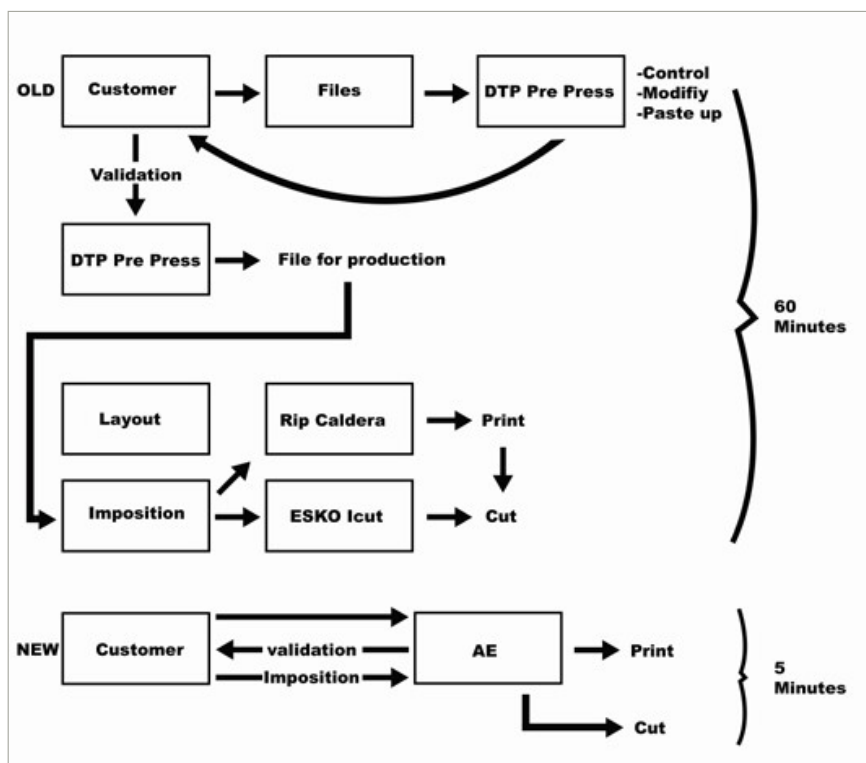 OLD
Customer
Files
DTP Pre Press
-Control
-Modifiy
-Paste up
Validation
DTP Pre Press
File for production
60
Minutes
Layout
Rip Caldera
Print
Imposition
ESKO Icut
Cut
NEW
Customer
validation
Imposition
AE
Print
Cut
5
Minutes